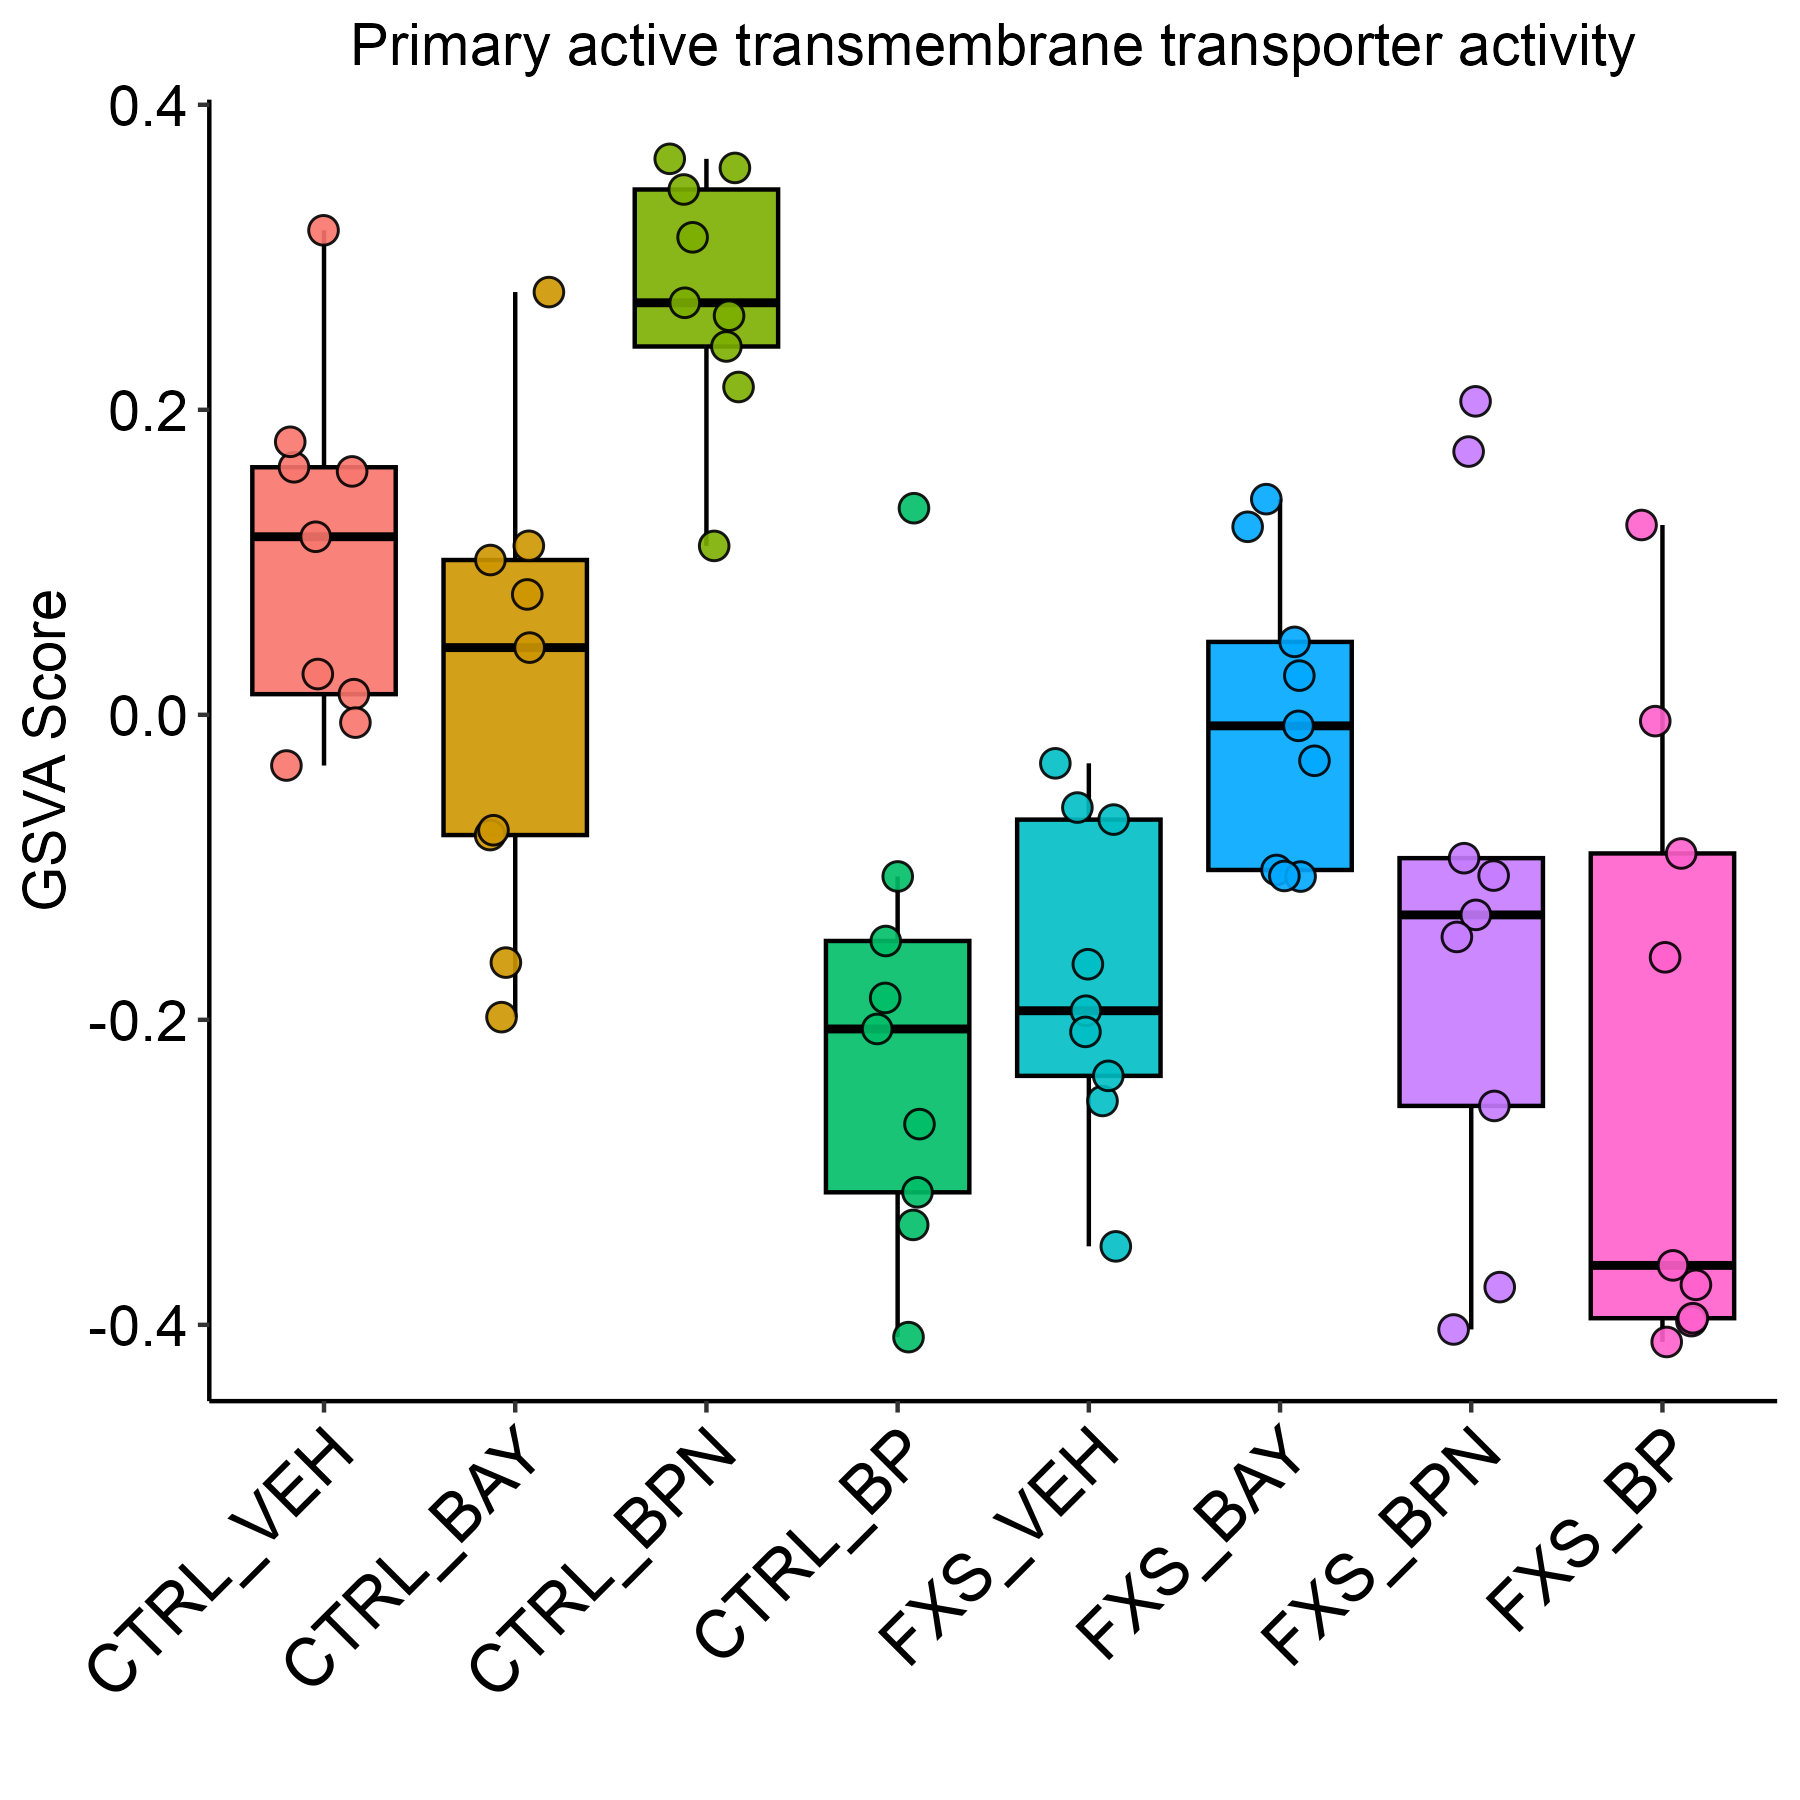 Primary active transmembrane transporter activity
GSVA Score
0.4
0.2
0.0
-0.2
-0.4
CTRL_VEH
CTRL_BAY
CTRL_BPN
CTRL_BP
FXS_VEH
FXS_BAY
FXS_BPN
FXS_BP